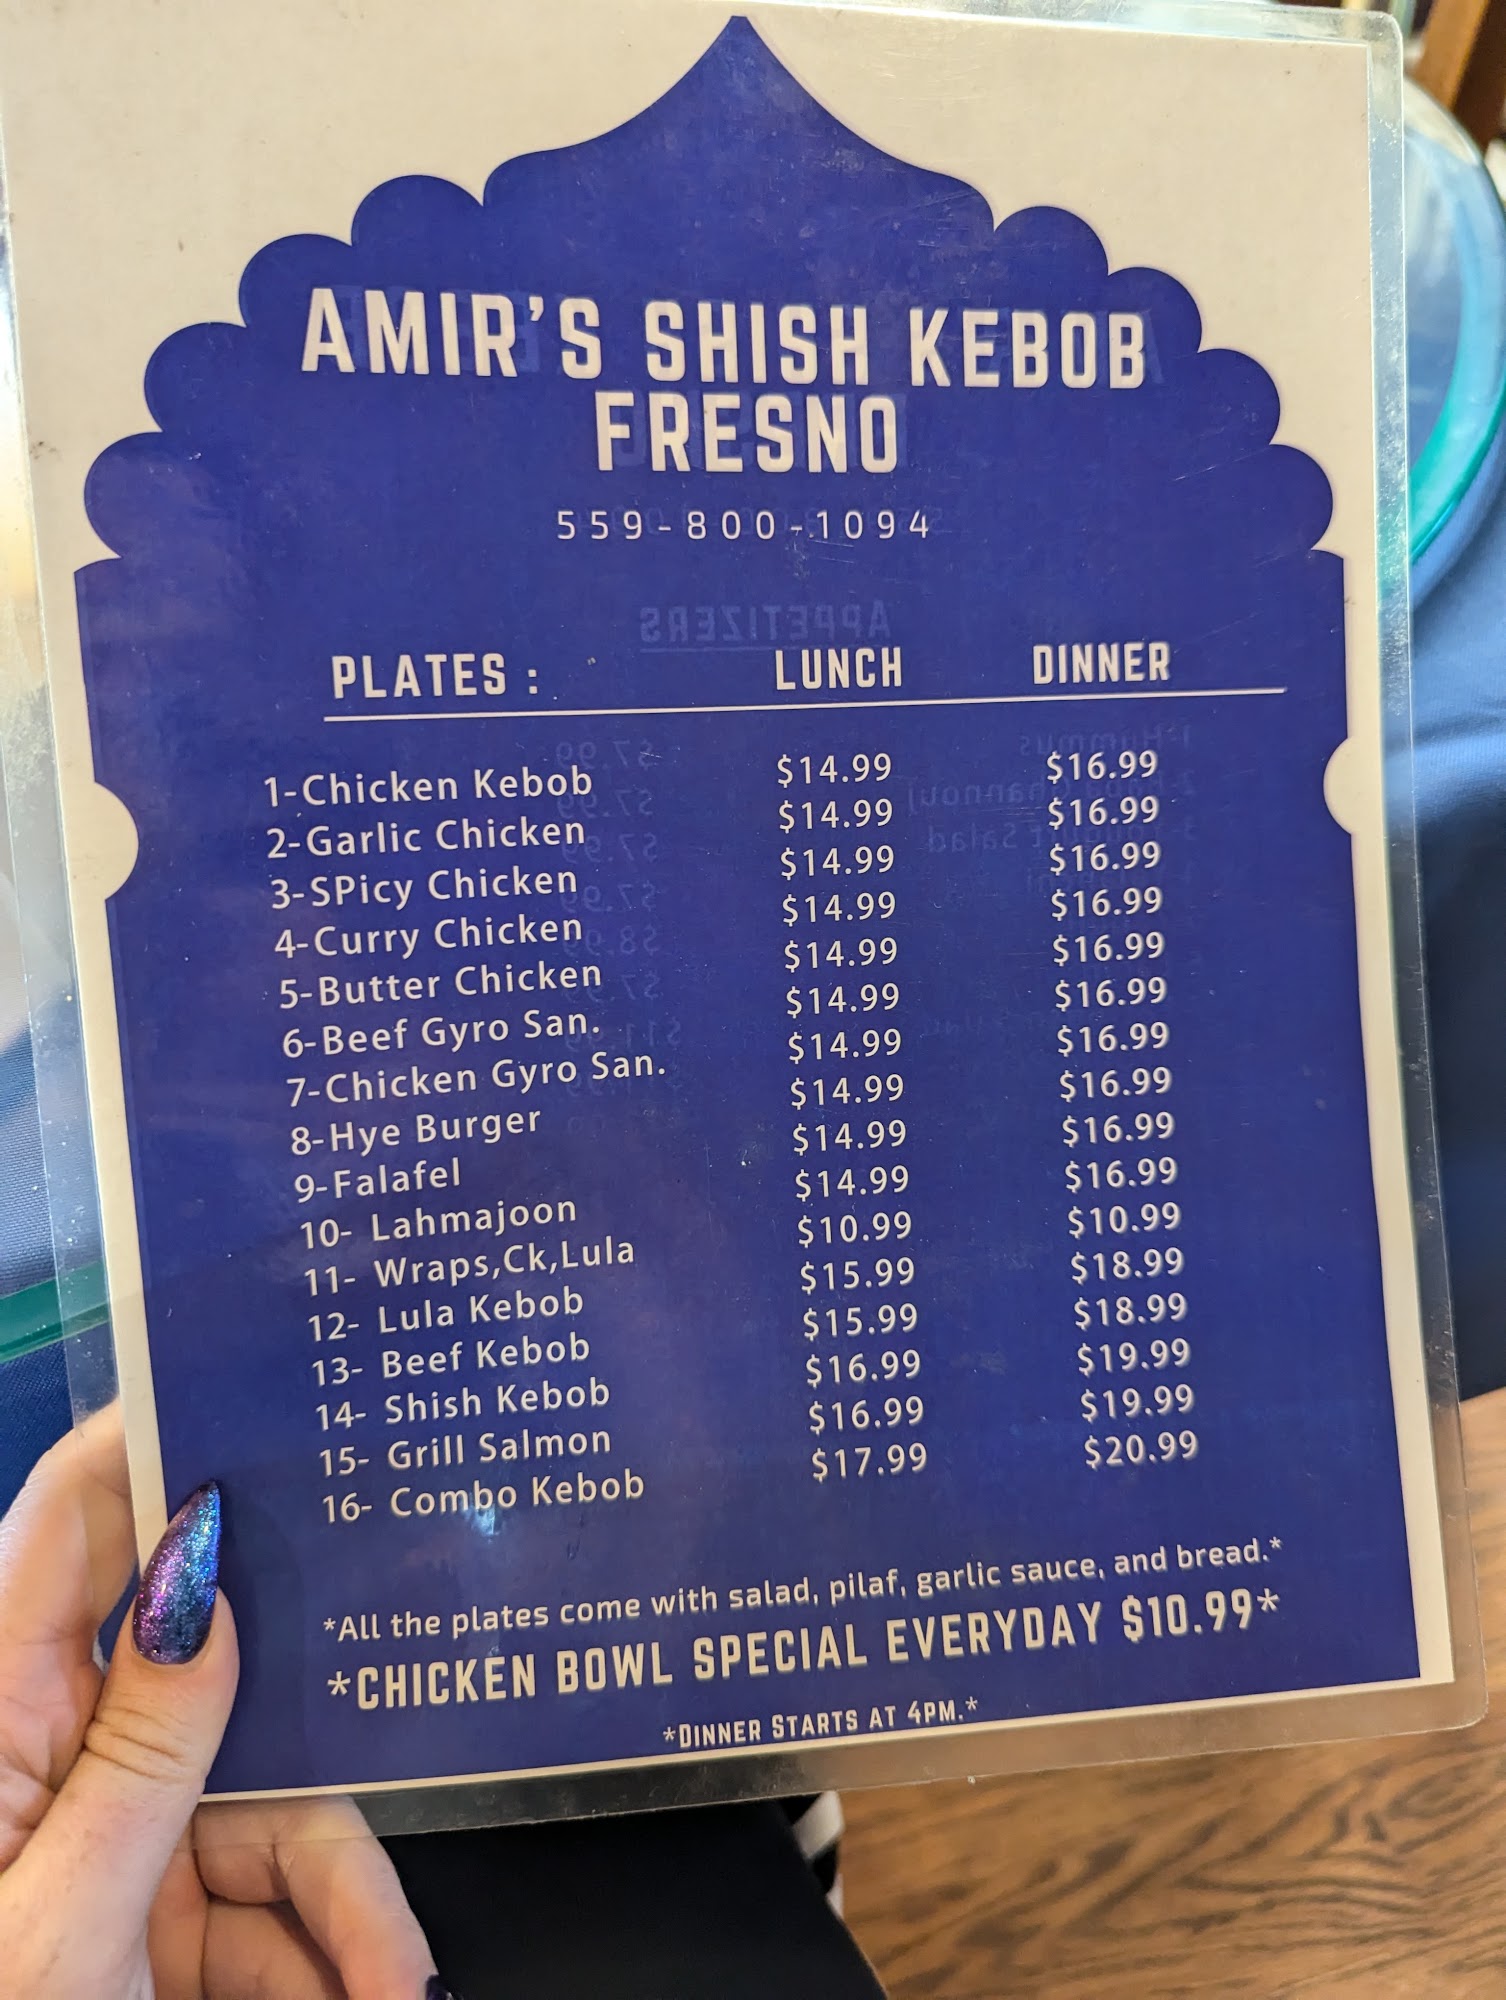 AMIR'S SHISH KEBOB
FRESNO
559-800-1094
PLATES : LUNCH DINNER
1-Chicken Kebob $14.99 $16.99
2-Garlic Chicken $14.99 $16.99
3-SPicy Chicken $14.99 $16.99
4-Curry Chicken $14.99 $16.99
5-Butter Chicken $14.99 $16.99
6-Beef Gyro San. $14.99 $16.99
7-Chicken Gyro San. $14.99 $16.99
8-Hye Burger $14.99 $16.99
9-Falafel $14.99 $16.99
10- Lahmajoon $14.99 $16.99
11- Wraps,Ck,Lula $10.99 $10.99
12- Lula Kebob $15.99 $18.99
13- Beef Kebob $15.99 $18.99
14- Shish Kebob $16.99 $19.99
15- Grill Salmon $16.99 $19.99
16- Combo Kebob $17.99 $20.99
*All the plates come with salad, pilaf, garlic sauce, and bread.*
*CHICKEN BOWL SPECIAL EVERYDAY $10.99*
*DINNER STARTS AT 4PM.*